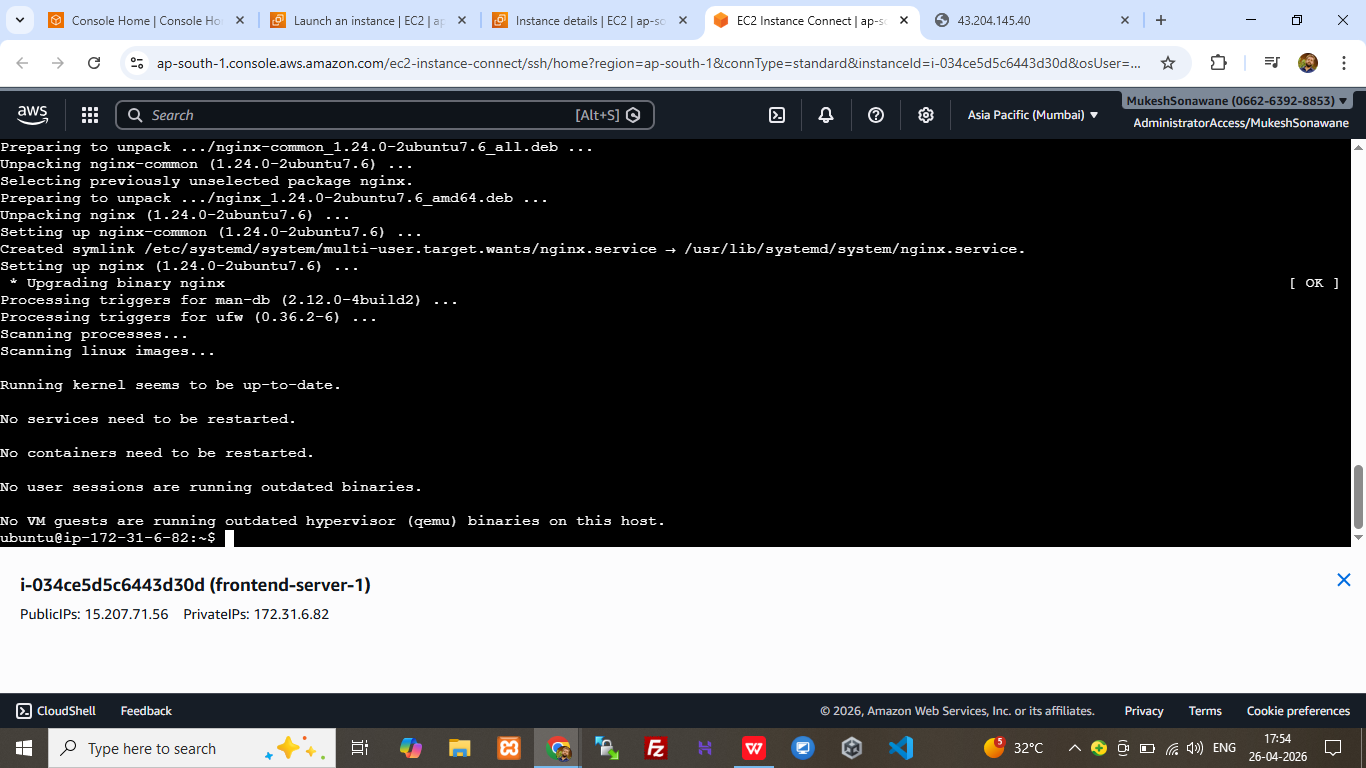 Console Home | Console Ho
Launch an instance | EC2 | ap
Instance details | EC2 | ap-so
EC2 Instance Connect | ap-s
43.204.145.40
ap-south-1.console.aws.amazon.com/ec2-instance-connect/ssh/home?region=ap-south-1&connType=standard&instanceId=i-034ce5d5c6443d30d&osUser=...
aws
Search
[Alt+S]
Asia Pacific (Mumbai)
MukeshSonawane (0662-6392-8853)
AdministratorAccess/MukeshSonawane
Preparing to unpack .../nginx-common_1.24.0-2ubuntu7.6_all.deb ...
Unpacking nginx-common (1.24.0-2ubuntu7.6) ...
Selecting previously unselected package nginx.
Preparing to unpack .../nginx_1.24.0-2ubuntu7.6_amd64.deb ...
Unpacking nginx (1.24.0-2ubuntu7.6) ...
Setting up nginx-common (1.24.0-2ubuntu7.6) ...
Created symlink /etc/systemd/system/multi-user.target.wants/nginx.service → /usr/lib/systemd/system/nginx.service.
Setting up nginx (1.24.0-2ubuntu7.6) ...
* Upgrading binary nginx [ OK ]
Processing triggers for man-db (2.12.0-4build2) ...
Processing triggers for ufw (0.36.2-6) ...
Scanning processes...
Scanning linux images...
Running kernel seems to be up-to-date.
No services need to be restarted.
No containers need to be restarted.
No user sessions are running outdated binaries.
No VM guests are running outdated hypervisor (qemu) binaries on this host.
ubuntu@ip-172-31-6-82:~$
i-034ce5d5c6443d30d (frontend-server-1)
PublicIPs: 15.207.71.56 PrivateIPs: 172.31.6.82
CloudShell
Feedback
© 2026, Amazon Web Services, Inc. or its affiliates.
Privacy
Terms
Cookie preferences
Type here to search
5
32°C
ENG
17:54
26-04-2026